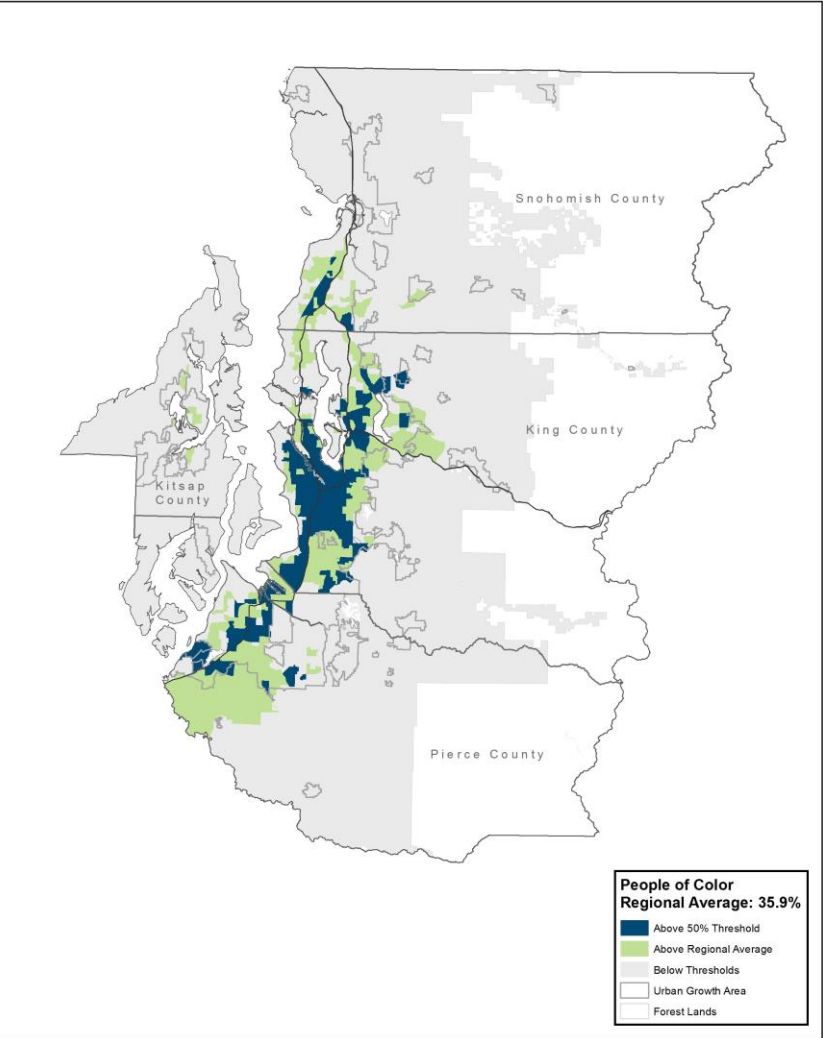 Snohomish County
King County
Kitsap
County
Pierce County
People of Color
Regional Average: 35.9%
Above 50% Threshold
Above Regional Average
Below Thresholds
Urban Growth Area
Forest Lands